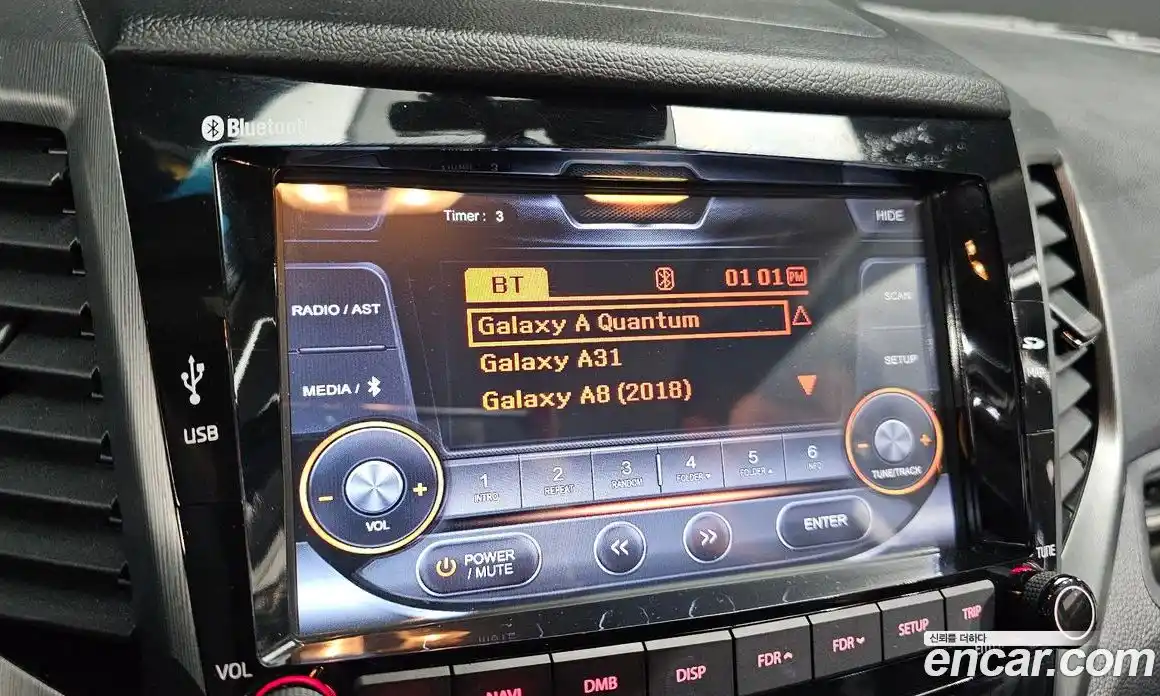 Bluetooth
Timer : 3
HIDE
BT 01 01 PM
RADIO / AST
Galaxy A Quantum
SCAN
Galaxy A31
SD
MEDIA /
SETUP
MAP
Galaxy A8 (2018)
USB
- VOL +
1 INTRO
2 REPEAT
3 RANDOM
4 FOLDER
5 FOLDER
6 INFO
- TUNE/TRACK +
POWER / MUTE
<<
>>
ENTER
TUNE
VOL
NAVI
DMB
DISP
FDR
FDR
SETUP
TRIP
신뢰를 더하다
encar.com